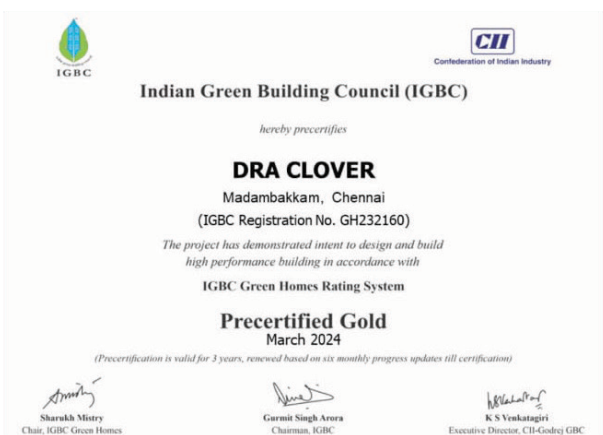 IGBC
CII
Confederation of Indian Industry
Indian Green Building Council (IGBC)
hereby precertifies
DRA CLOVER
Madambakkam, Chennai
(IGBC Registration No. GH232160)
The project has demonstrated intent to design and build
high performance building in accordance with
IGBC Green Homes Rating System
Precertified Gold
March 2024
(Precertification is valid for 3 years, renewed based on six monthly progress updates till certification)
Sharukh Mistry
Chair, IGBC Green Homes
Gurmit Singh Arora
Chairman, IGBC
K S Venkatagiri
Executive Director, CII-Godrej GBC